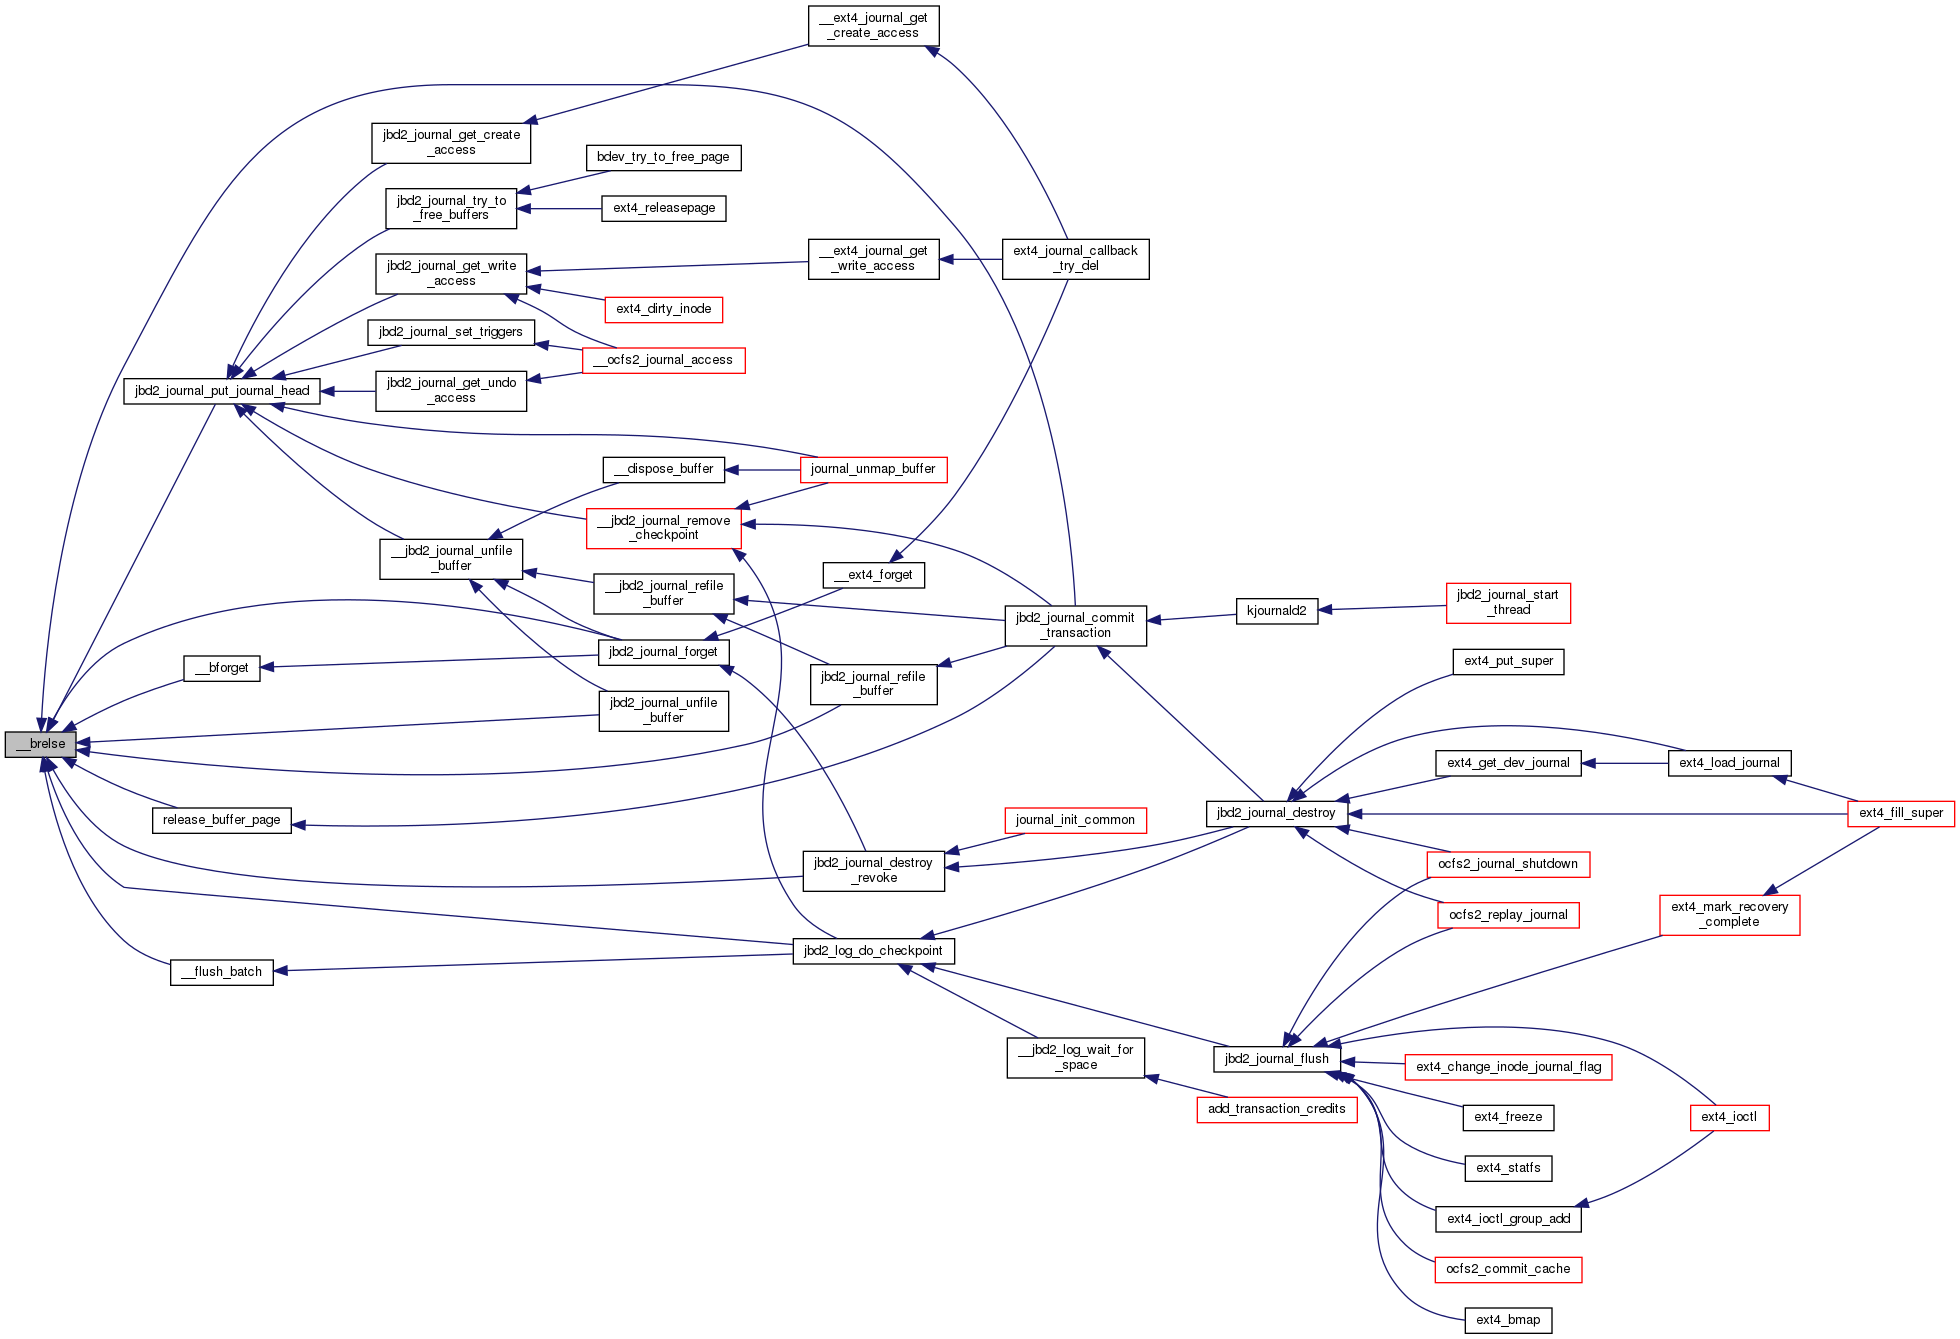 __ext4_journal_get
_create_access
jbd2_journal_get_create
_access
bdev_try_to_free_page
jbd2_journal_try_to
_free_buffers
ext4_releasepage
jbd2_journal_get_write
_access
__ext4_journal_get
_write_access
ext4_journal_callback
_try_del
ext4_dirty_inode
jbd2_journal_set_triggers
__ocfs2_journal_access
jbd2_journal_put_journal_head
jbd2_journal_get_undo
_access
__dispose_buffer
journal_unmap_buffer
__jbd2_journal_remove
_checkpoint
__jbd2_journal_unfile
_buffer
__ext4_forget
__jbd2_journal_refile
_buffer
jbd2_journal_commit
_transaction
kjournald2
jbd2_journal_start
_thread
jbd2_journal_forget
__bforget
ext4_put_super
jbd2_journal_refile
_buffer
jbd2_journal_unfile
_buffer
__brelse
ext4_get_dev_journal
ext4_load_journal
release_buffer_page
journal_init_common
jbd2_journal_destroy
ext4_fill_super
jbd2_journal_destroy
_revoke
ocfs2_journal_shutdown
ocfs2_replay_journal
ext4_mark_recovery
_complete
jbd2_log_do_checkpoint
__flush_batch
__jbd2_log_wait_for
_space
jbd2_journal_flush
ext4_change_inode_journal_flag
add_transaction_credits
ext4_freeze
ext4_ioctl
ext4_statfs
ext4_ioctl_group_add
ocfs2_commit_cache
ext4_bmap